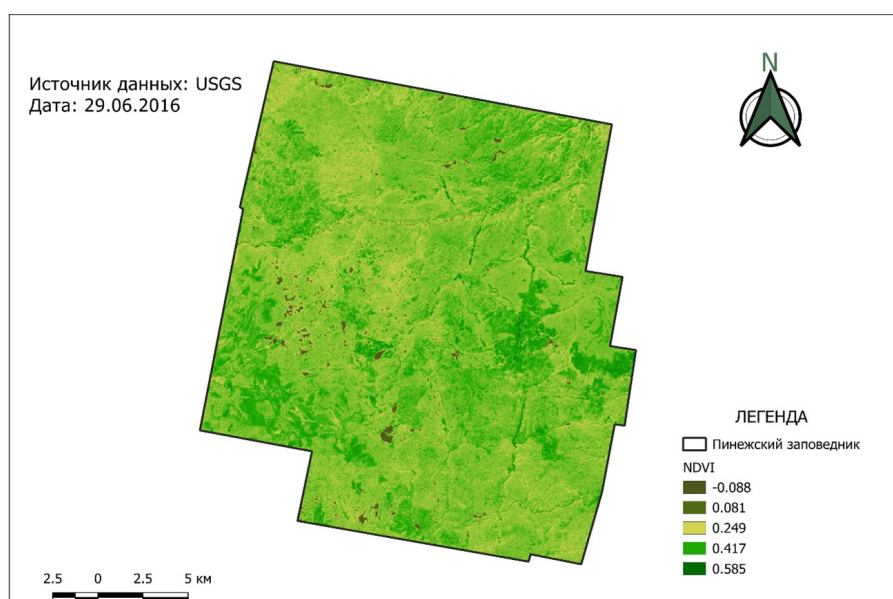 Источник данных: USGS
Дата: 29.06.2016
N
ЛЕГЕНДА
Пинежский заповедник
NDVI
-0.088
0.081
0.249
0.417
0.585
2.5 0 2.5 5 км